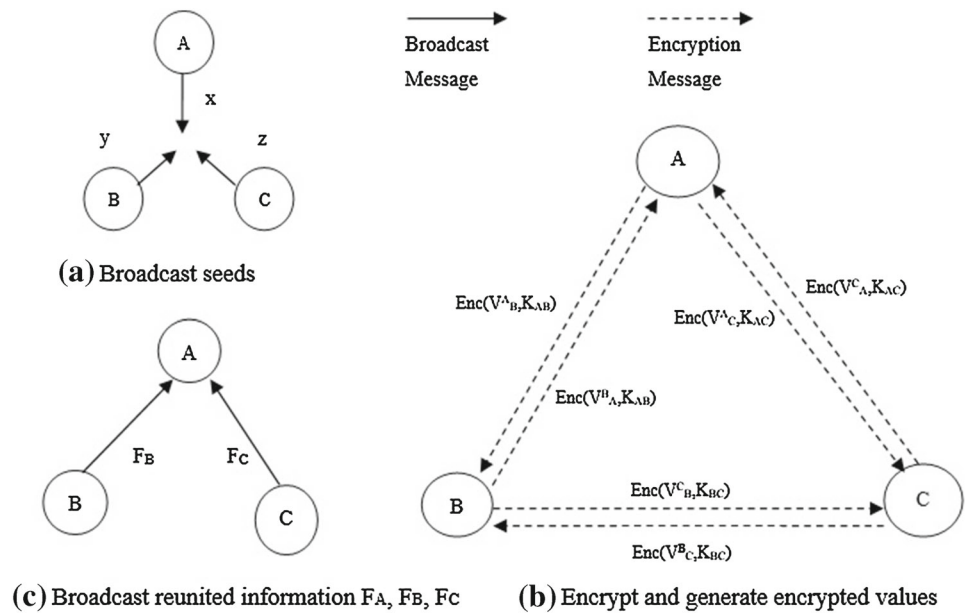 A
x
y
z
B
C
(a) Broadcast seeds
Broadcast
Message
Encryption
Message
A
Enc(V^A_B,K_AB)
Enc(V^B_A,K_AB)
Enc(V^A_C,K_AC)
Enc(V^C_A,K_AC)
B
Enc(V^C_B,K_BC)
C
Enc(V^B_C,K_BC)
A
F_B
F_C
B
C
(c) Broadcast reunited information F_A, F_B, F_C
(b) Encrypt and generate encrypted values